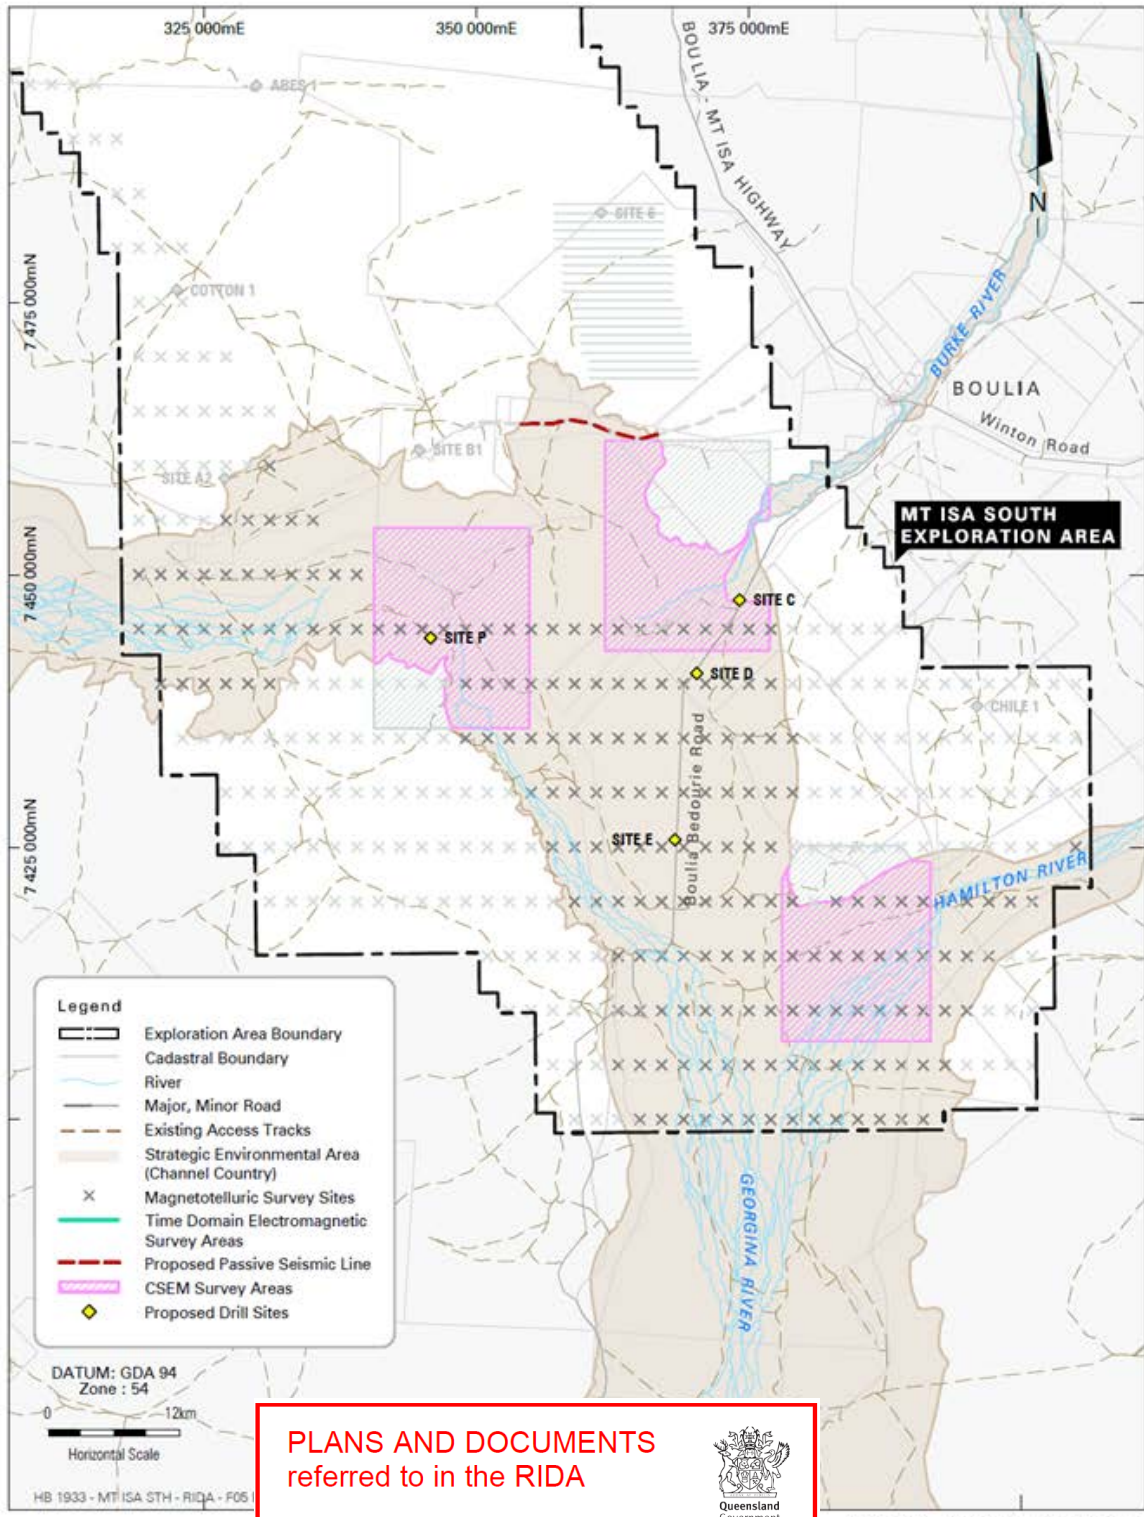 325 000mE
350 000mE
375 000mE
7 475 000mN
7 450 000mN
7 425 000mN
ABES 1
SITE 6
COTTON 1
SITE B1
SITE A2
BOULIA - MT ISA HIGHWAY
N
BURKE RIVER
BOULIA
Winton Road
MT ISA SOUTH
EXPLORATION AREA
SITE C
SITE P
SITE D
CHILE 1
Boulia Bedourie Road
SITE E
HAMILTON RIVER
GEORGINA RIVER
Legend
Exploration Area Boundary
Cadastral Boundary
River
Major, Minor Road
Existing Access Tracks
Strategic Environmental Area
(Channel Country)
Magnetotelluric Survey Sites
Time Domain Electromagnetic
Survey Areas
Proposed Passive Seismic Line
CSEM Survey Areas
Proposed Drill Sites
DATUM: GDA 94
Zone : 54
0 12km
Horizontal Scale
HB 1933 - MT ISA STH - RIDA - F05
PLANS AND DOCUMENTS
referred to in the RIDA
Queensland
Government